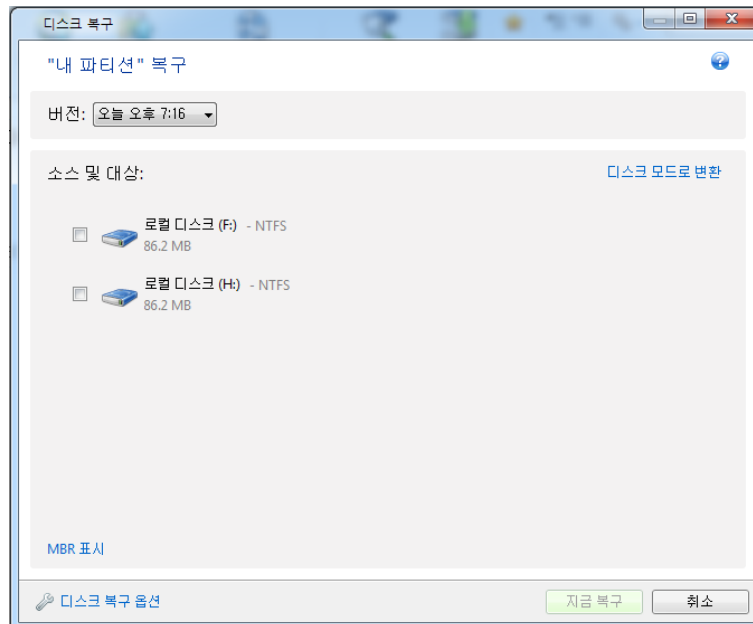 디스크 복구
"내 파티션" 복구
버전: 오늘 오후 7:16
소스 및 대상:
디스크 모드로 변환
로컬 디스크 (F:) - NTFS
86.2 MB
로컬 디스크 (H:) - NTFS
86.2 MB
MBR 표시
디스크 복구 옵션
지금 복구
취소